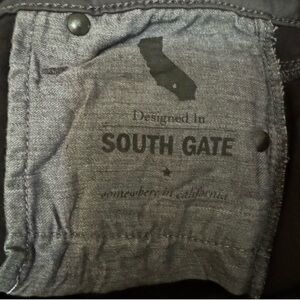 Designed In
SOUTH GATE
somewhere in california